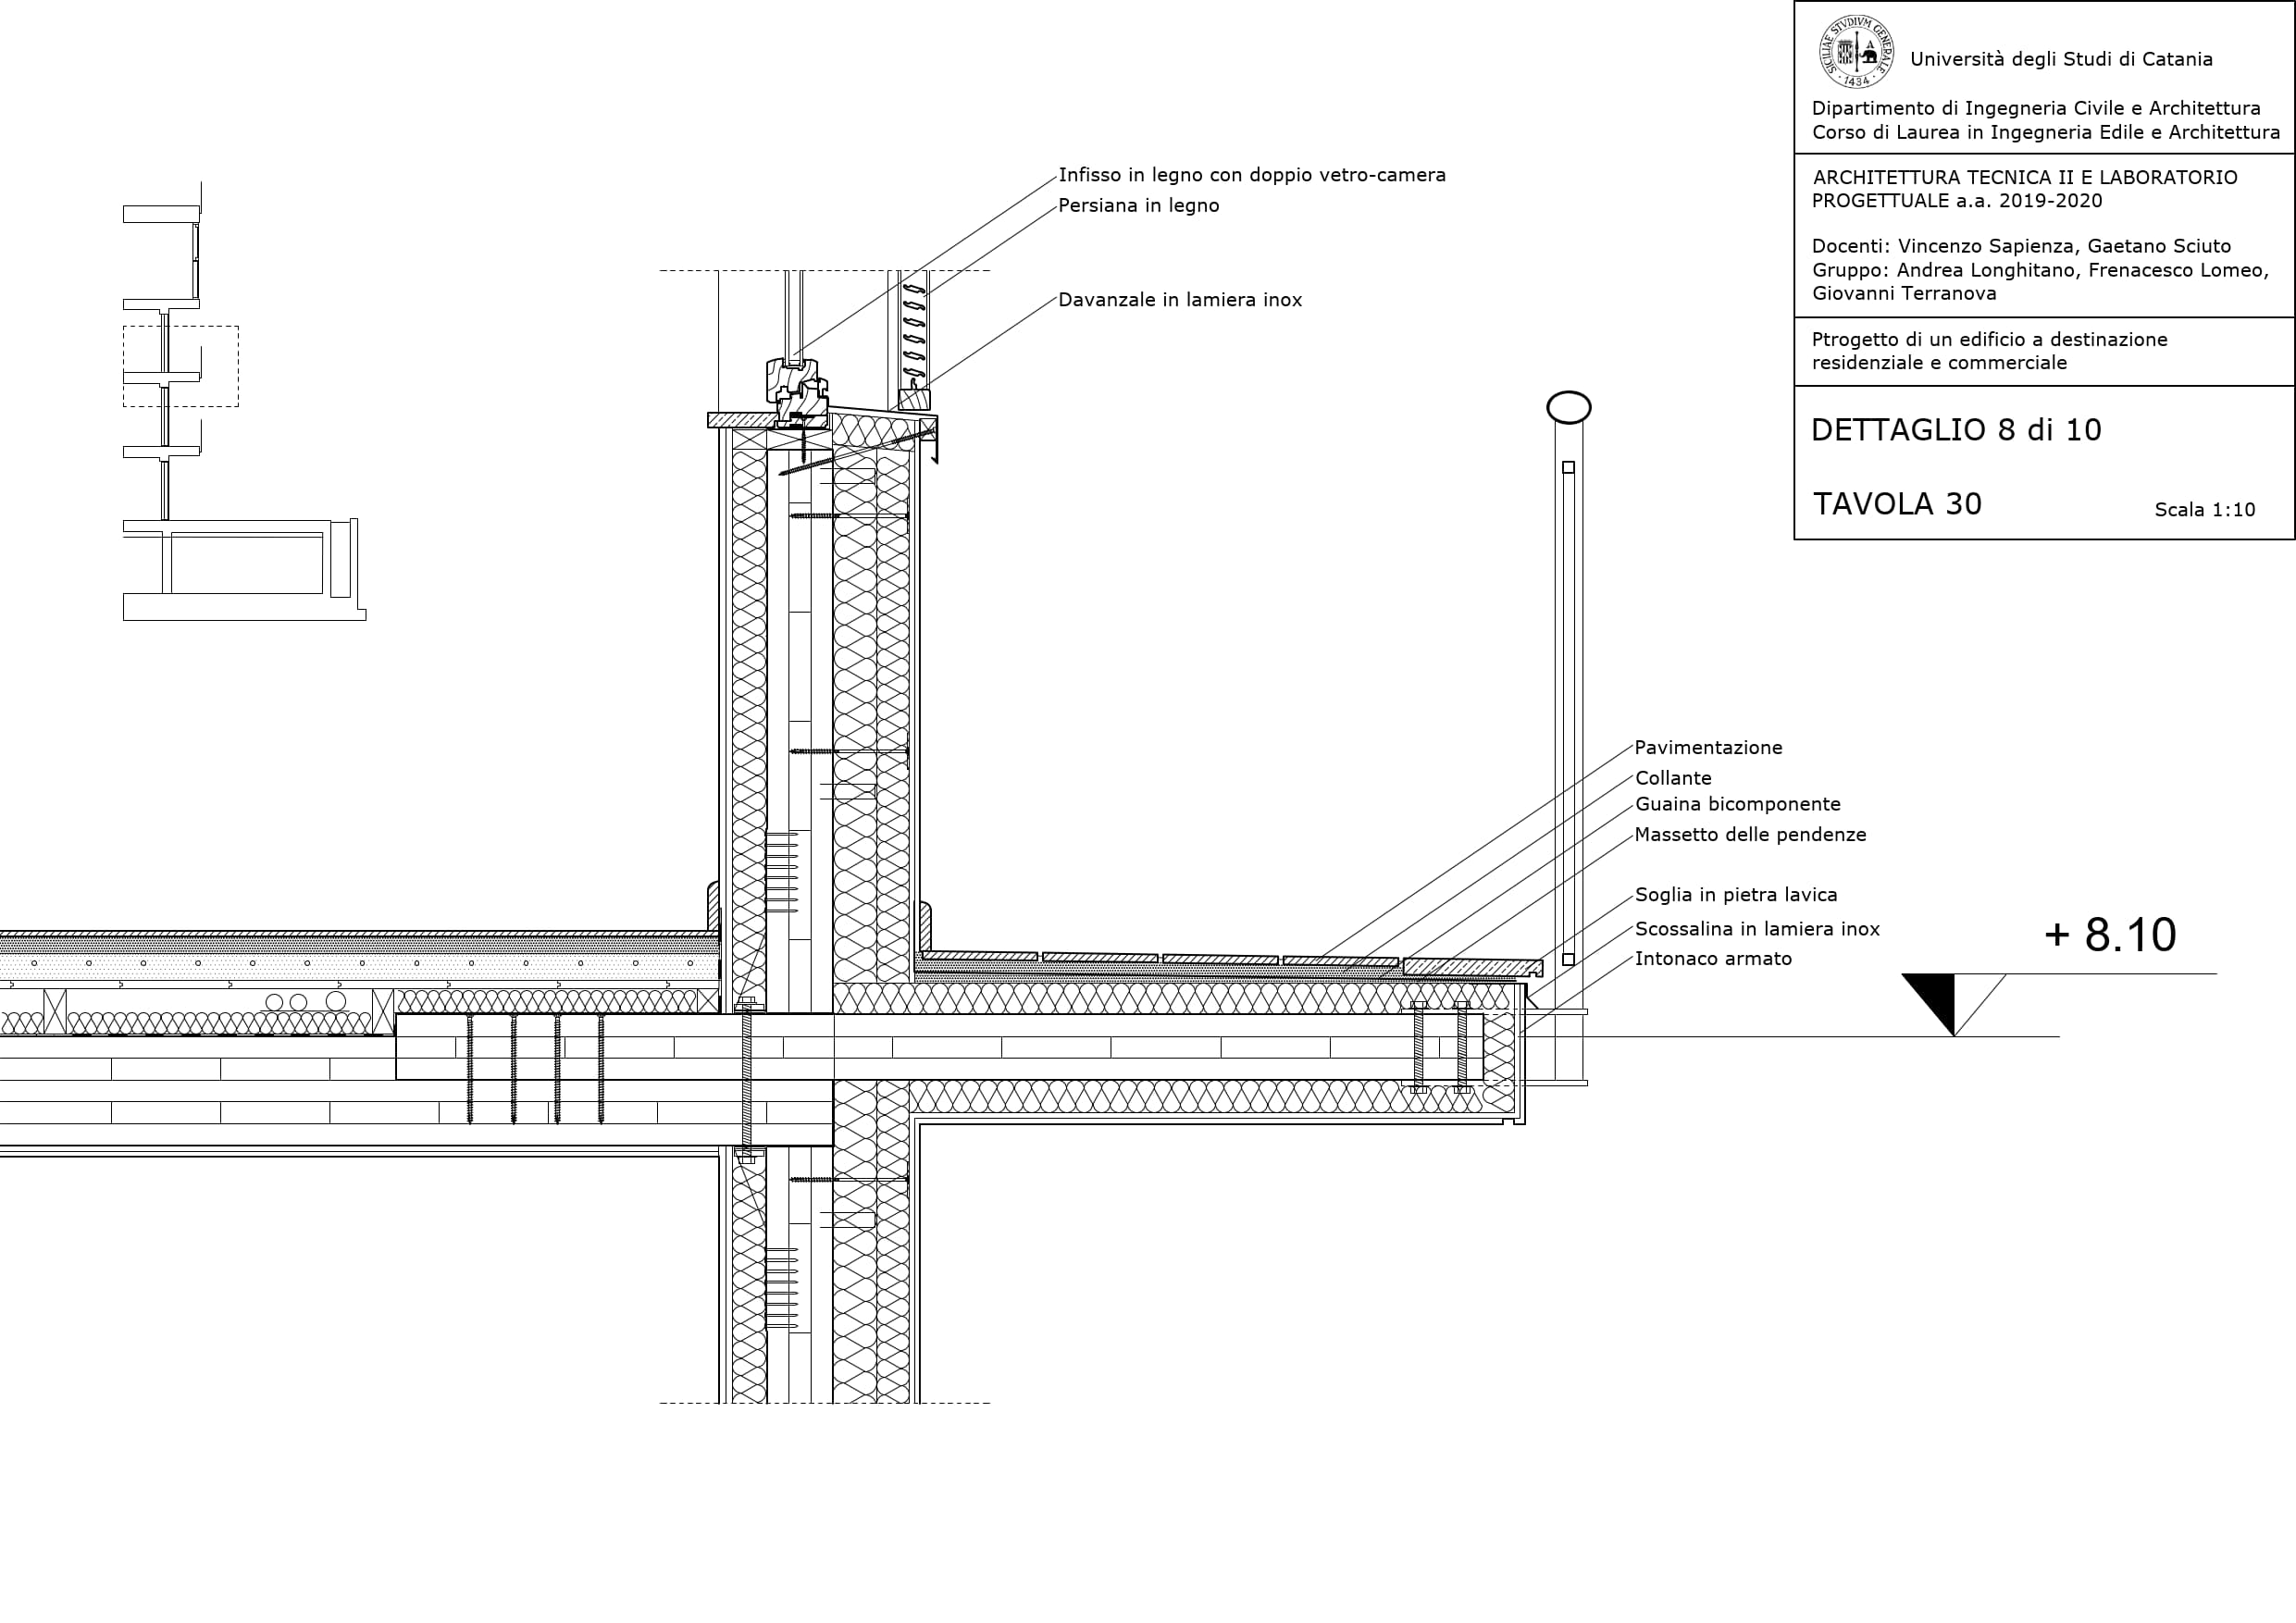 SICILIAE STVDIVM GENERALE
· 1434 ·
Università degli Studi di Catania
Dipartimento di Ingegneria Civile e Architettura
Corso di Laurea in Ingegneria Edile e Architettura
ARCHITETTURA TECNICA II E LABORATORIO
PROGETTUALE a.a. 2019-2020
Docenti: Vincenzo Sapienza, Gaetano Sciuto
Gruppo: Andrea Longhitano, Frenacesco Lomeo,
Giovanni Terranova
Ptrogetto di un edificio a destinazione
residenziale e commerciale
DETTAGLIO 8 di 10
TAVOLA 30
Scala 1:10
Infisso in legno con doppio vetro-camera
Persiana in legno
Davanzale in lamiera inox
Pavimentazione
Collante
Guaina bicomponente
Massetto delle pendenze
Soglia in pietra lavica
Scossalina in lamiera inox
Intonaco armato
+ 8.10